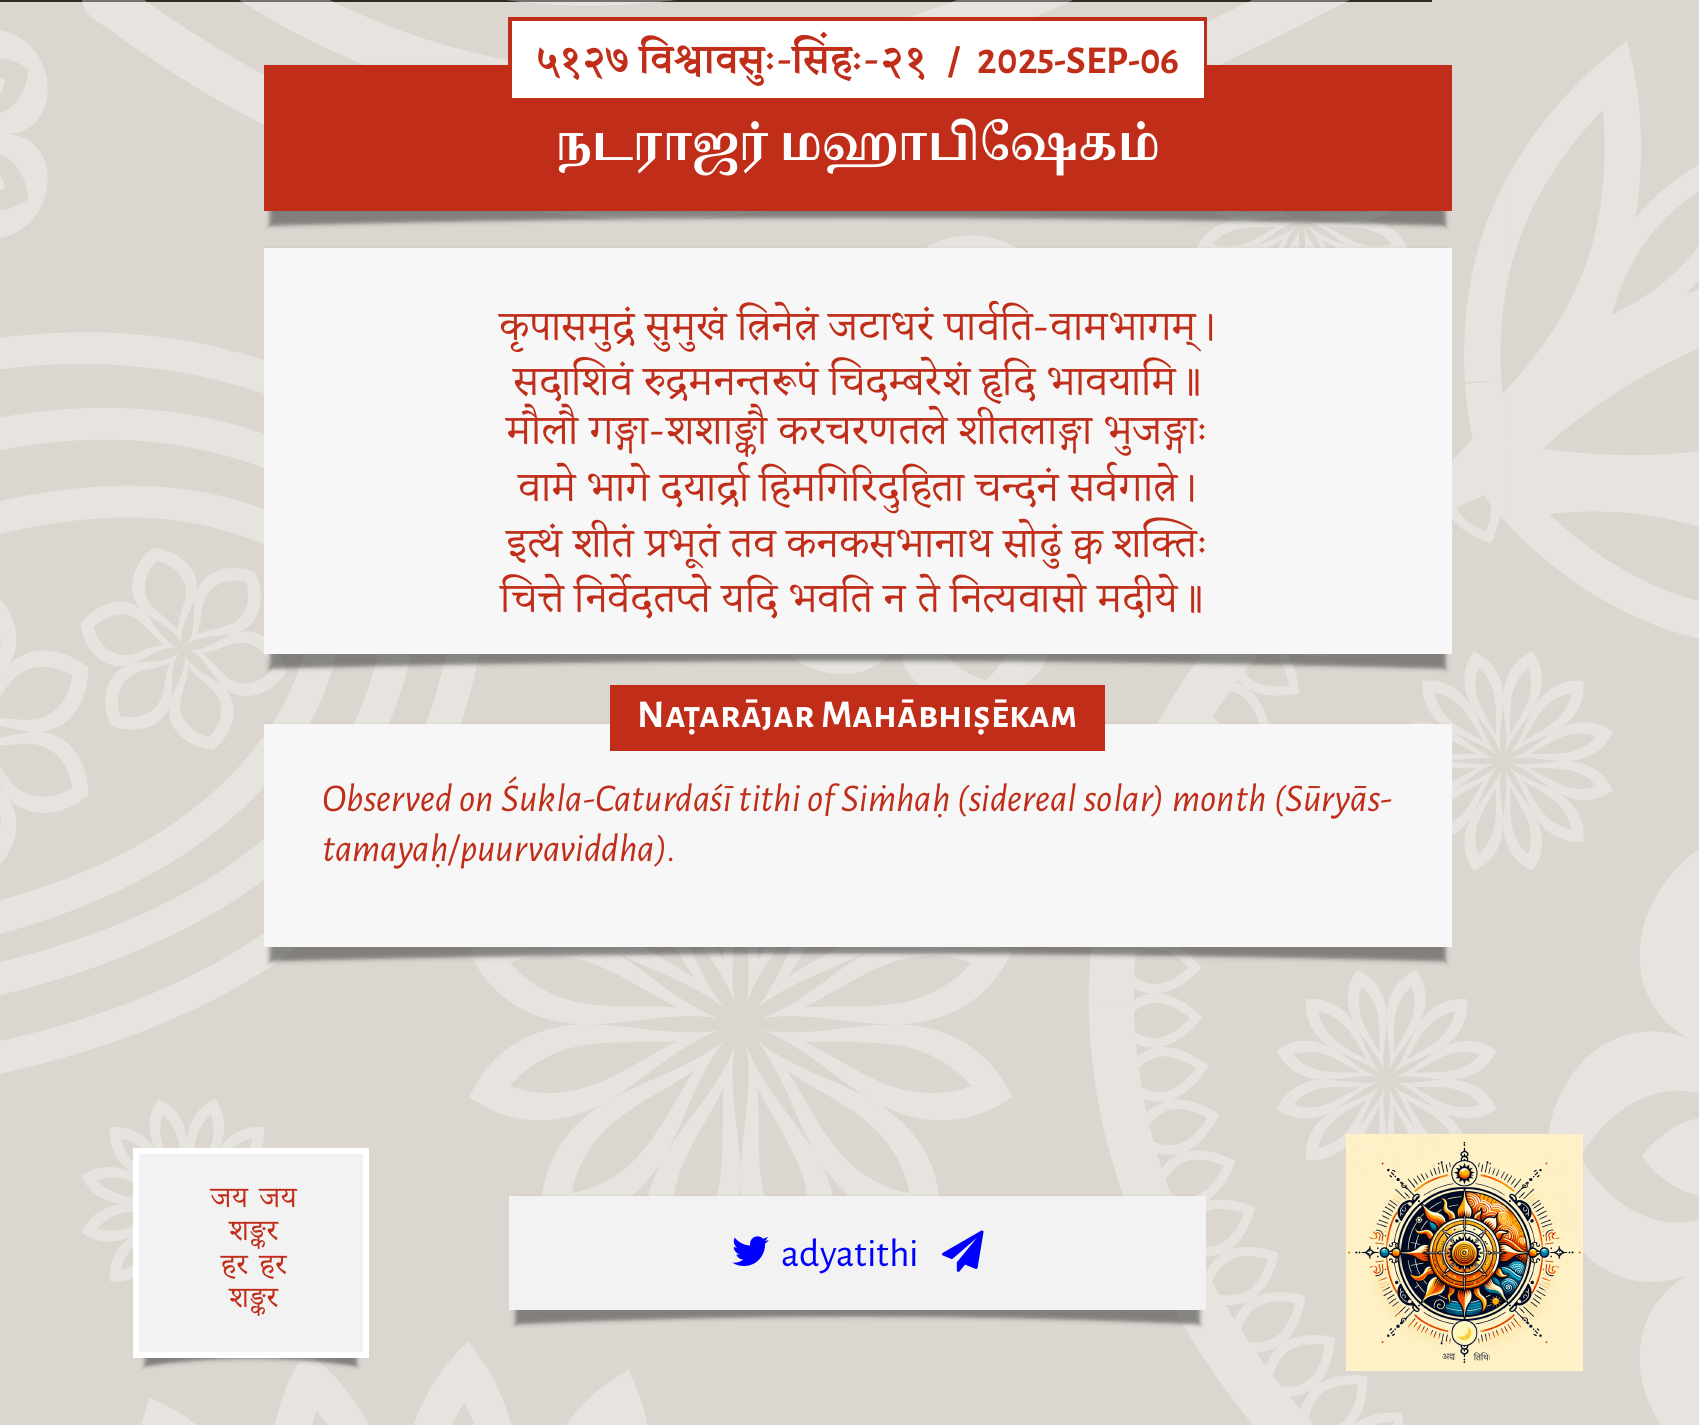 ५१२७ विश्वावसुः-सिंहः-२१ / 2025-SEP-06
நடராஜர் மஹாபிஷேகம்
कृपासमुद्रं सुमुखं त्रिनेत्रं जटाधरं पार्वति-वामभागम्।
सदाशिवं रुद्रमनन्तरूपं चिदम्बरेशं हृदि भावयामि॥
मौलौ गङ्गा-शशाङ्कौ करचरणतले शीतलाङ्गा भुजङ्गाः
वामे भागे दयार्द्रा हिमगिरिदुहिता चन्दनं सर्वगात्रे।
इत्थं शीतं प्रभूतं तव कनकसभानाथ सोढुं क्व शक्तिः
चित्ते निर्वेदतप्ते यदि भवति न ते नित्यवासो मदीये॥
Naṭarājar Mahābhiṣēkam
Observed on Śukla-Caturdaśī tithi of Siṁhaḥ (sidereal solar) month (Sūryās-
tamayaḥ/puurvaviddha).
जय जय
शङ्कर
हर हर
शङ्कर
adyatithi
अद्य तिथिः